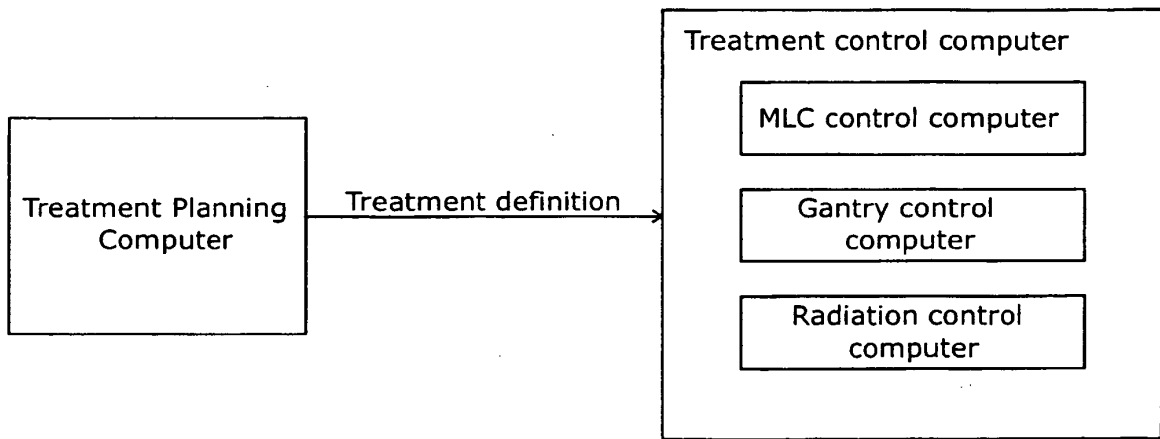 Treatment control computer
MLC control computer
Treatment Planning
Computer
Treatment definition
Gantry control
computer
Radiation control
computer